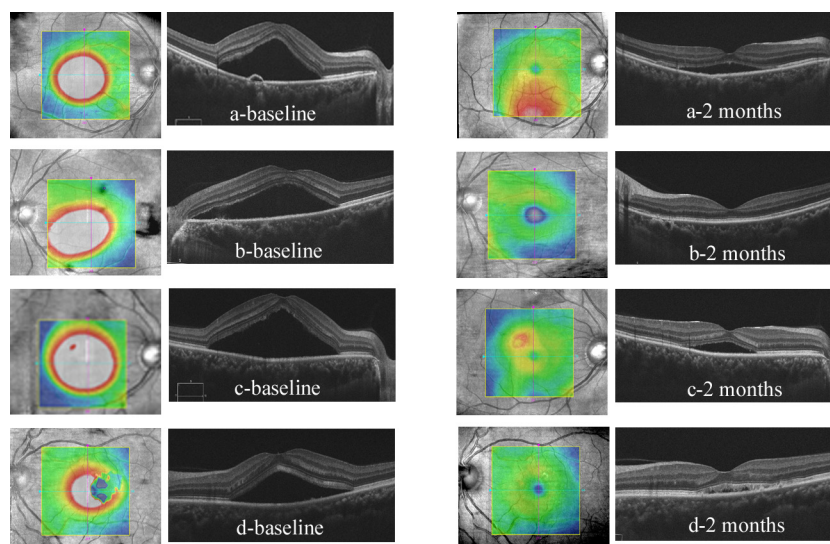 a-baseline
a-2 months
b-baseline
b-2 months
c-baseline
c-2 months
d-baseline
d-2 months